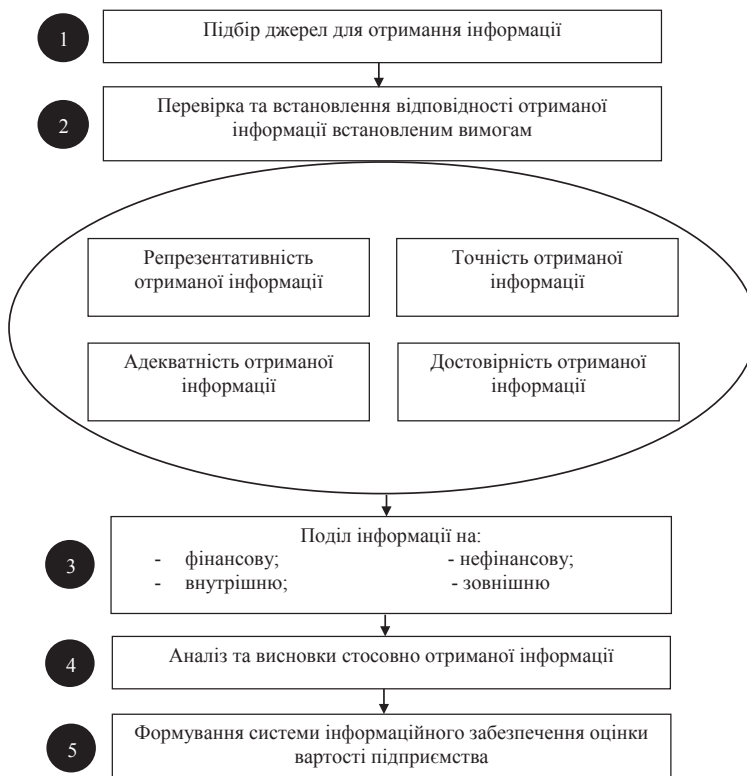 1
Підбір джерел для отримання інформації
2
Перевірка та встановлення відповідності отриманої
інформації встановленим вимогам
Репрезентативність
отриманої інформації
Точність отриманої
інформації
Адекватність отриманої
інформації
Достовірність отриманої
інформації
3
Поділ інформації на:
- фінансову; - нефінансову;
- внутрішню; - зовнішню
4
Аналіз та висновки стосовно отриманої інформації
5
Формування системи інформаційного забезпечення оцінки
вартості підприємства